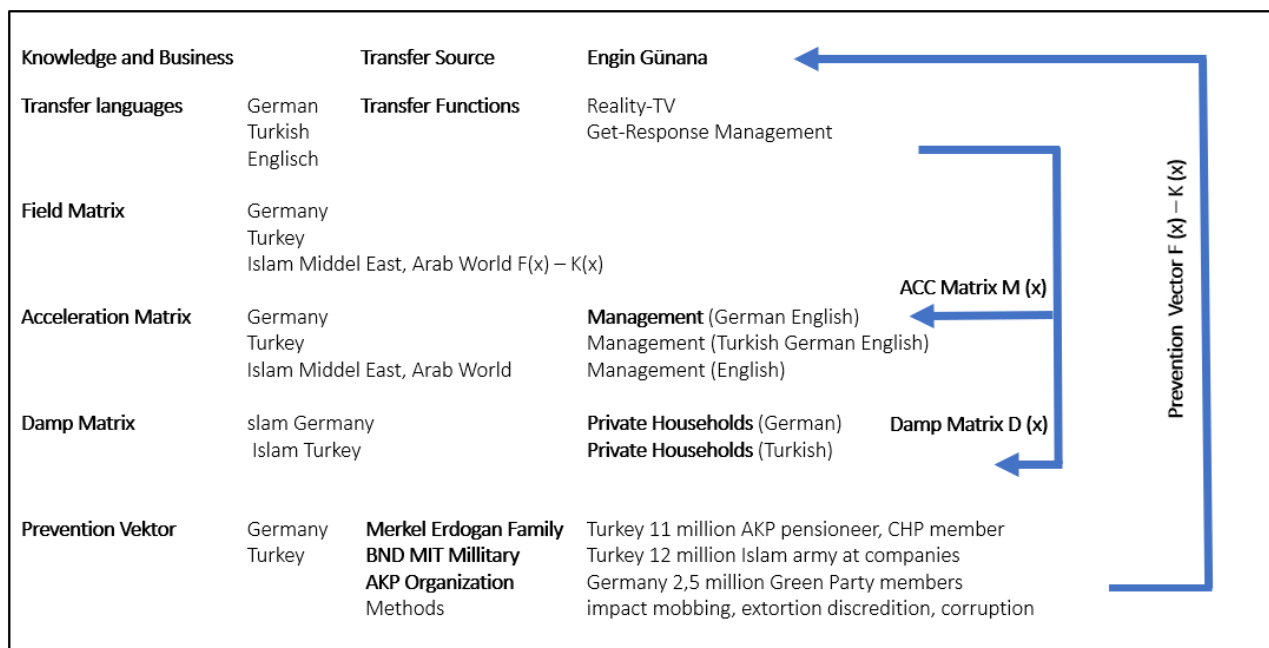 Knowledge and Business Transfer Source Engin Günana
Transfer languages German Transfer Functions Reality-TV
Turkish Get-Response Management
Englisch
Field Matrix Germany
Turkey
Islam Middel East, Arab World F(x) – K(x)
ACC Matrix M (x)
Acceleration Matrix Germany Management (German English)
Turkey Management (Turkish German English)
Islam Middel East, Arab World Management (English)
Damp Matrix slam Germany Private Households (German) Damp Matrix D (x)
Islam Turkey Private Households (Turkish)
Prevention Vektor Germany Merkel Erdogan Family Turkey 11 million AKP pensioneer, CHP member
Turkey BND MIT Millitary Turkey 12 million Islam army at companies
AKP Organization Germany 2,5 million Green Party members
Methods impact mobbing, extortion discredition, corruption
Prevention Vector F (x) – K (x)